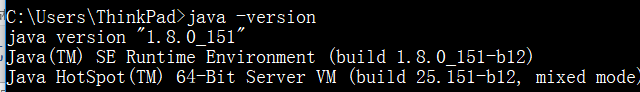 C:\Users\ThinkPad>java -version
java version "1.8.0_151"
Java(TM) SE Runtime Environment (build 1.8.0_151-b12)
Java HotSpot(TM) 64-Bit Server VM (build 25.151-b12, mixed mode)